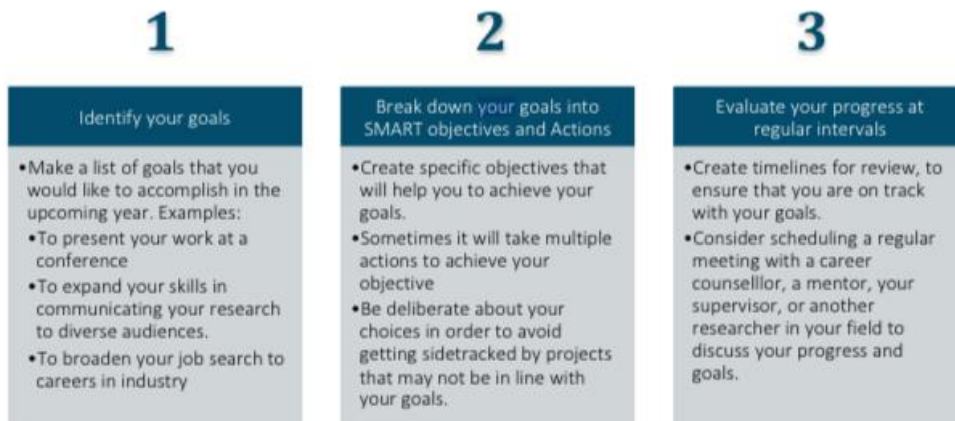 1
Identify your goals
•Make a list of goals that you
would like to accomplish in the
upcoming year. Examples:
•To present your work at a
conference
•To expand your skills in
communicating your research
to diverse audiences.
•To broaden your job search to
careers in industry
2
Break down your goals into
SMART objectives and Actions
•Create specific objectives that
will help you to achieve your
goals.
•Sometimes it will take multiple
actions to achieve your
objective
•Be deliberate about your
choices in order to avoid
getting sidetracked by projects
that may not be in line with
your goals.
3
Evaluate your progress at
regular intervals
•Create timelines for review, to
ensure that you are on track
with your goals.
•Consider scheduling a regular
meeting with a career
counselllor, a mentor, your
supervisor, or another
researcher in your field to
discuss your progress and
goals.